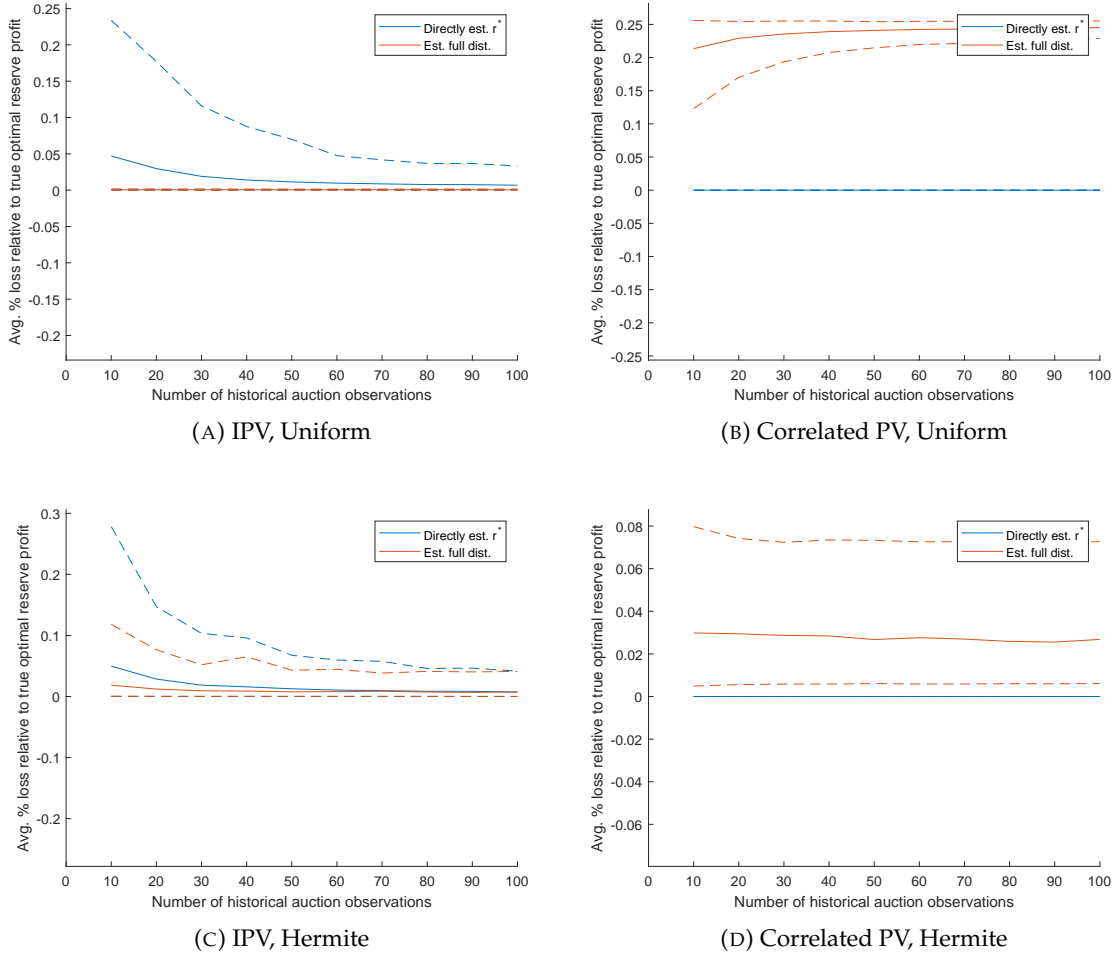 0.25
0.2
0.15
0.1
0.05
0
-0.05
-0.1
-0.15
-0.2
Avg. % loss relative to true optimal reserve profit
Directly est. r*
Est. full dist.
0 10 20 30 40 50 60 70 80 90 100
Number of historical auction observations
(A) IPV, Uniform
0.25
0.2
0.15
0.1
0.05
0
-0.05
-0.1
-0.15
-0.2
-0.25
Avg. % loss relative to true optimal reserve profit
Directly est. r*
Est. full dist.
0 10 20 30 40 50 60 70 80 90 100
Number of historical auction observations
(B) Correlated PV, Uniform
0.3
0.2
0.1
0
-0.1
-0.2
Avg. % loss relative to true optimal reserve profit
Directly est. r*
Est. full dist.
0 10 20 30 40 50 60 70 80 90 100
Number of historical auction observations
(C) IPV, Hermite
0.08
0.06
0.04
0.02
0
-0.02
-0.04
-0.06
Avg. % loss relative to true optimal reserve profit
Directly est. r*
Est. full dist.
0 10 20 30 40 50 60 70 80 90 100
Number of historical auction observations
(D) Correlated PV, Hermite